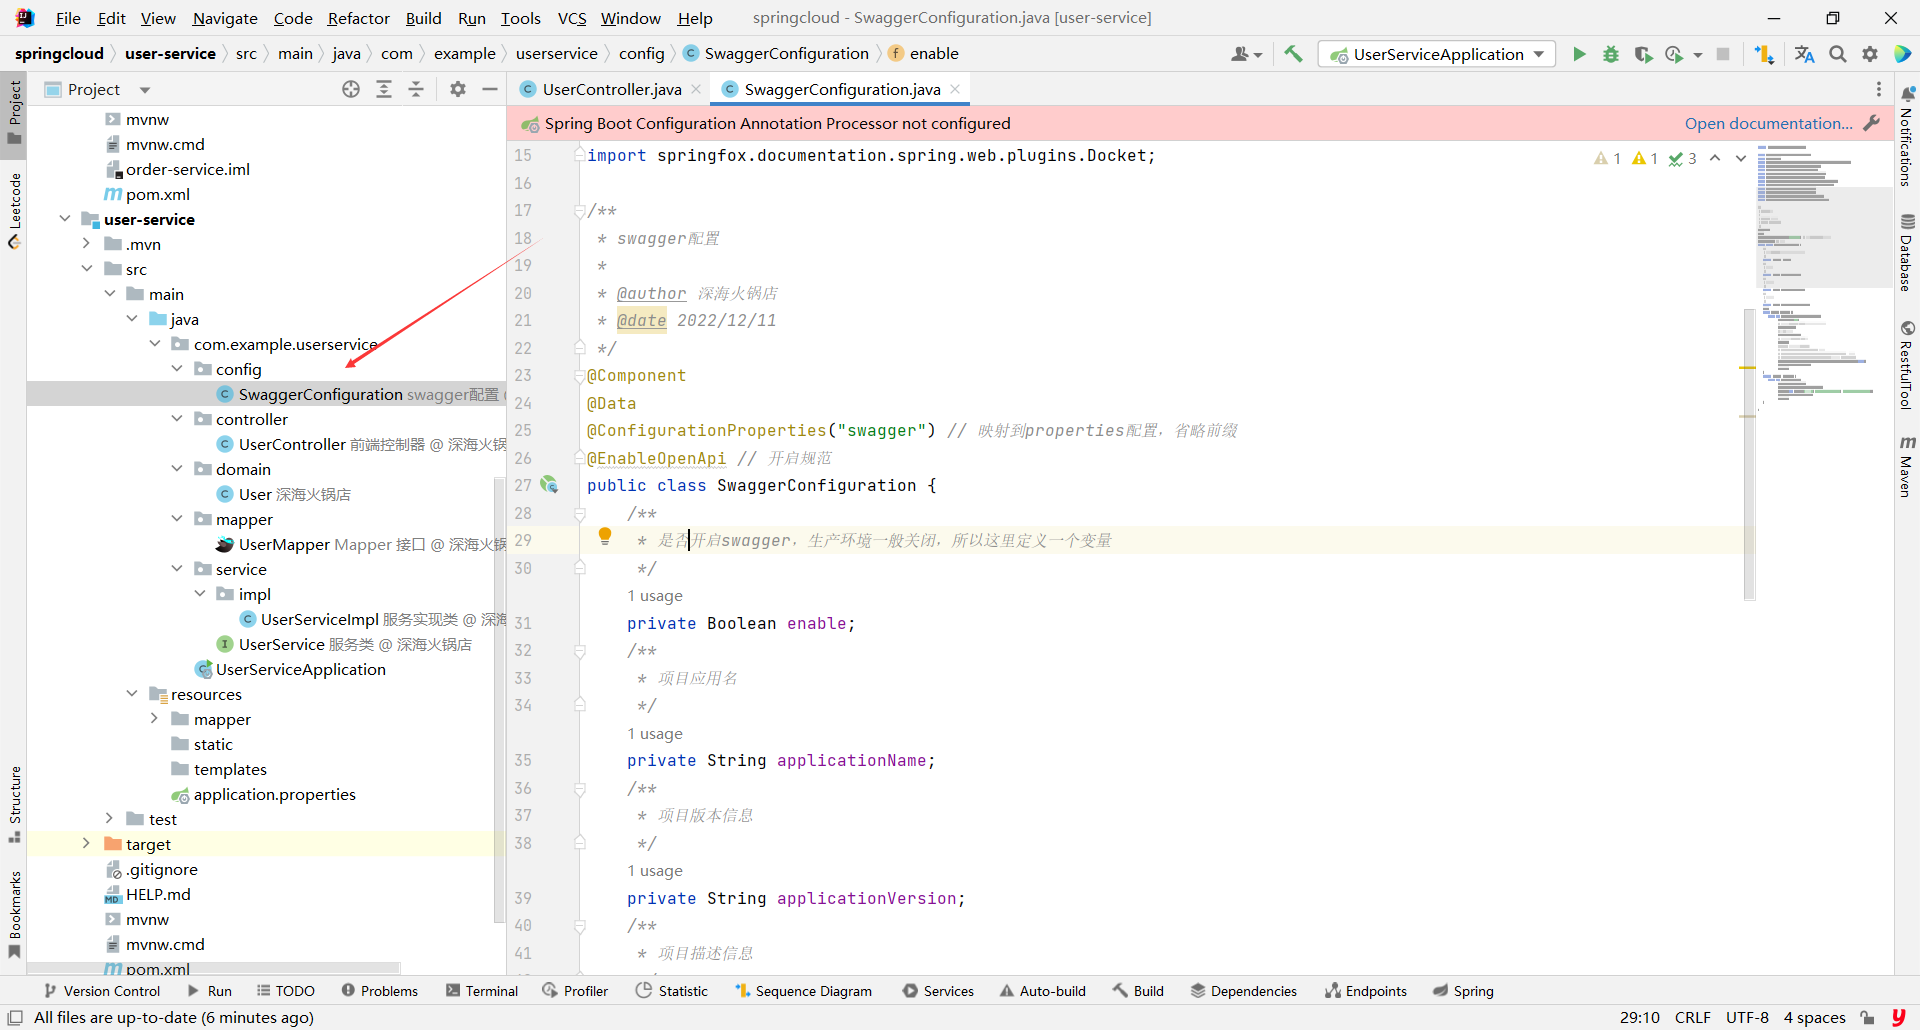 File Edit View Navigate Code Refactor Build Run Tools VCS Window Help springcloud - SwaggerConfiguration.java [user-service]
springcloud user-service src main java com example userservice config SwaggerConfiguration enable UserServiceApplication
Project
UserController.java SwaggerConfiguration.java
Spring Boot Configuration Annotation Processor not configured Open documentation...
Project
Leetcode
Structure
Bookmarks
mvnw
mvnw.cmd
order-service.iml
pom.xml
user-service
.mvn
src
main
java
com.example.userservice
config
SwaggerConfiguration swagger配置
controller
UserController 前端控制器 @ 深海火锅
domain
User 深海火锅店
mapper
UserMapper Mapper 接口 @ 深海火锅
service
impl
UserServiceImpl 服务实现类 @ 深海
UserService 服务类 @ 深海火锅店
UserServiceApplication
resources
mapper
static
templates
application.properties
test
target
.gitignore
HELP.md
mvnw
mvnw.cmd
pom.xml
1 1 3
15 import springfox.documentation.spring.web.plugins.Docket;
16
17 /**
18 * swagger配置
19 *
20 * @author 深海火锅店
21 * @date 2022/12/11
22 */
23 @Component
24 @Data
25 @ConfigurationProperties("swagger") // 映射到properties配置，省略前缀
26 @EnableOpenApi // 开启规范
27 public class SwaggerConfiguration {
28 /**
29 * 是否开启swagger，生产环境一般关闭，所以这里定义一个变量
30 */
1 usage
31 private Boolean enable;
32 /**
33 * 项目应用名
34 */
1 usage
35 private String applicationName;
36 /**
37 * 项目版本信息
38 */
1 usage
39 private String applicationVersion;
40 /**
41 * 项目描述信息
Notifications
Database
RestfulTool
Maven
Version Control Run TODO Problems Terminal Profiler Statistic Sequence Diagram Services Auto-build Build Dependencies Endpoints Spring
All files are up-to-date (6 minutes ago) 29:10 CRLF UTF-8 4 spaces